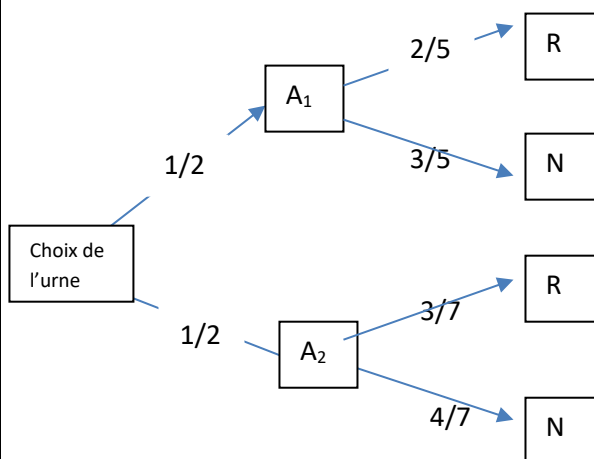 2/5
R
A₁
3/5
N
1/2
Choix de
l'urne
R
3/7
1/2
A₂
4/7
N